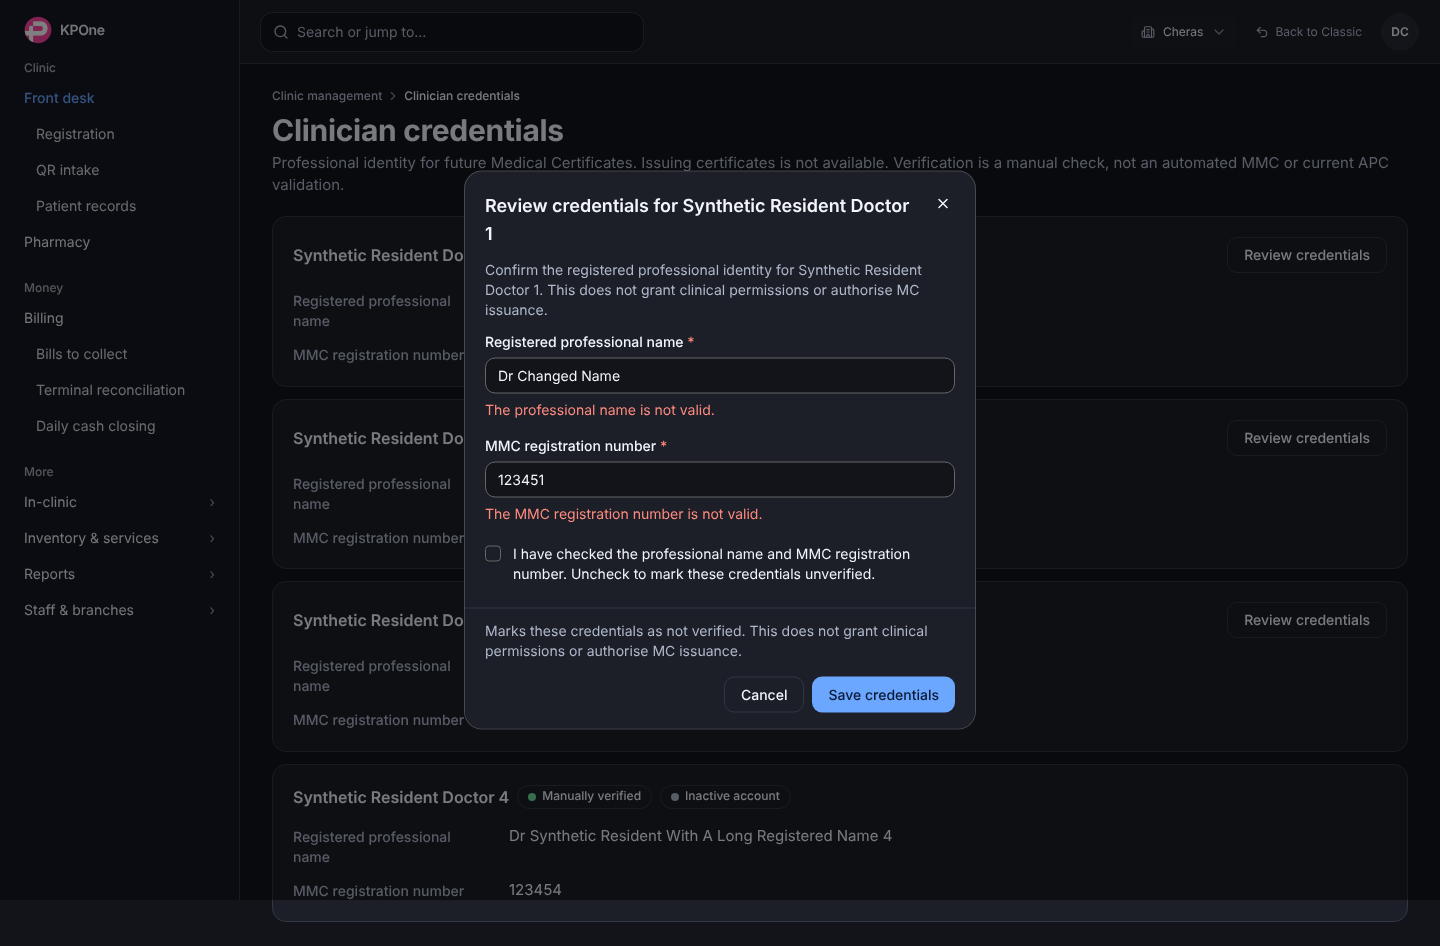 KPOne
Search or jump to...
Cheras
Back to Classic
DC
Clinic
Front desk
Registration
QR intake
Patient records
Pharmacy
Money
Billing
Bills to collect
Terminal reconciliation
Daily cash closing
More
In-clinic
Inventory & services
Reports
Staff & branches
Clinic management
Clinician credentials
Clinician credentials
Professional identity for future Medical Certificates. Issuing certificates is not available. Verification is a manual check, not an automated MMC or current APC
validation.
Synthetic Resident Do
Review credentials
Registered professional
name
MMC registration number
Synthetic Resident Do
Review credentials
Registered professional
name
MMC registration number
Synthetic Resident Do
Review credentials
Registered professional
name
MMC registration number
Synthetic Resident Doctor 4
Manually verified
Inactive account
Registered professional
name
Dr Synthetic Resident With A Long Registered Name 4
MMC registration number
123454
Review credentials for Synthetic Resident Doctor
1
Confirm the registered professional identity for Synthetic Resident
Doctor 1. This does not grant clinical permissions or authorise MC
issuance.
Registered professional name *
Dr Changed Name
The professional name is not valid.
MMC registration number *
123451
The MMC registration number is not valid.
I have checked the professional name and MMC registration
number. Uncheck to mark these credentials unverified.
Marks these credentials as not verified. This does not grant clinical
permissions or authorise MC issuance.
Cancel
Save credentials